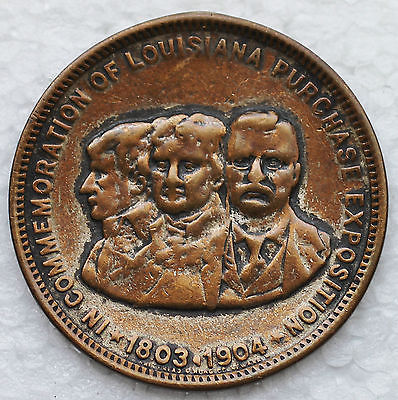 IN COMMEMORATION OF LOUISIANA PURCHASE EXPOSITION
1803 • 1904